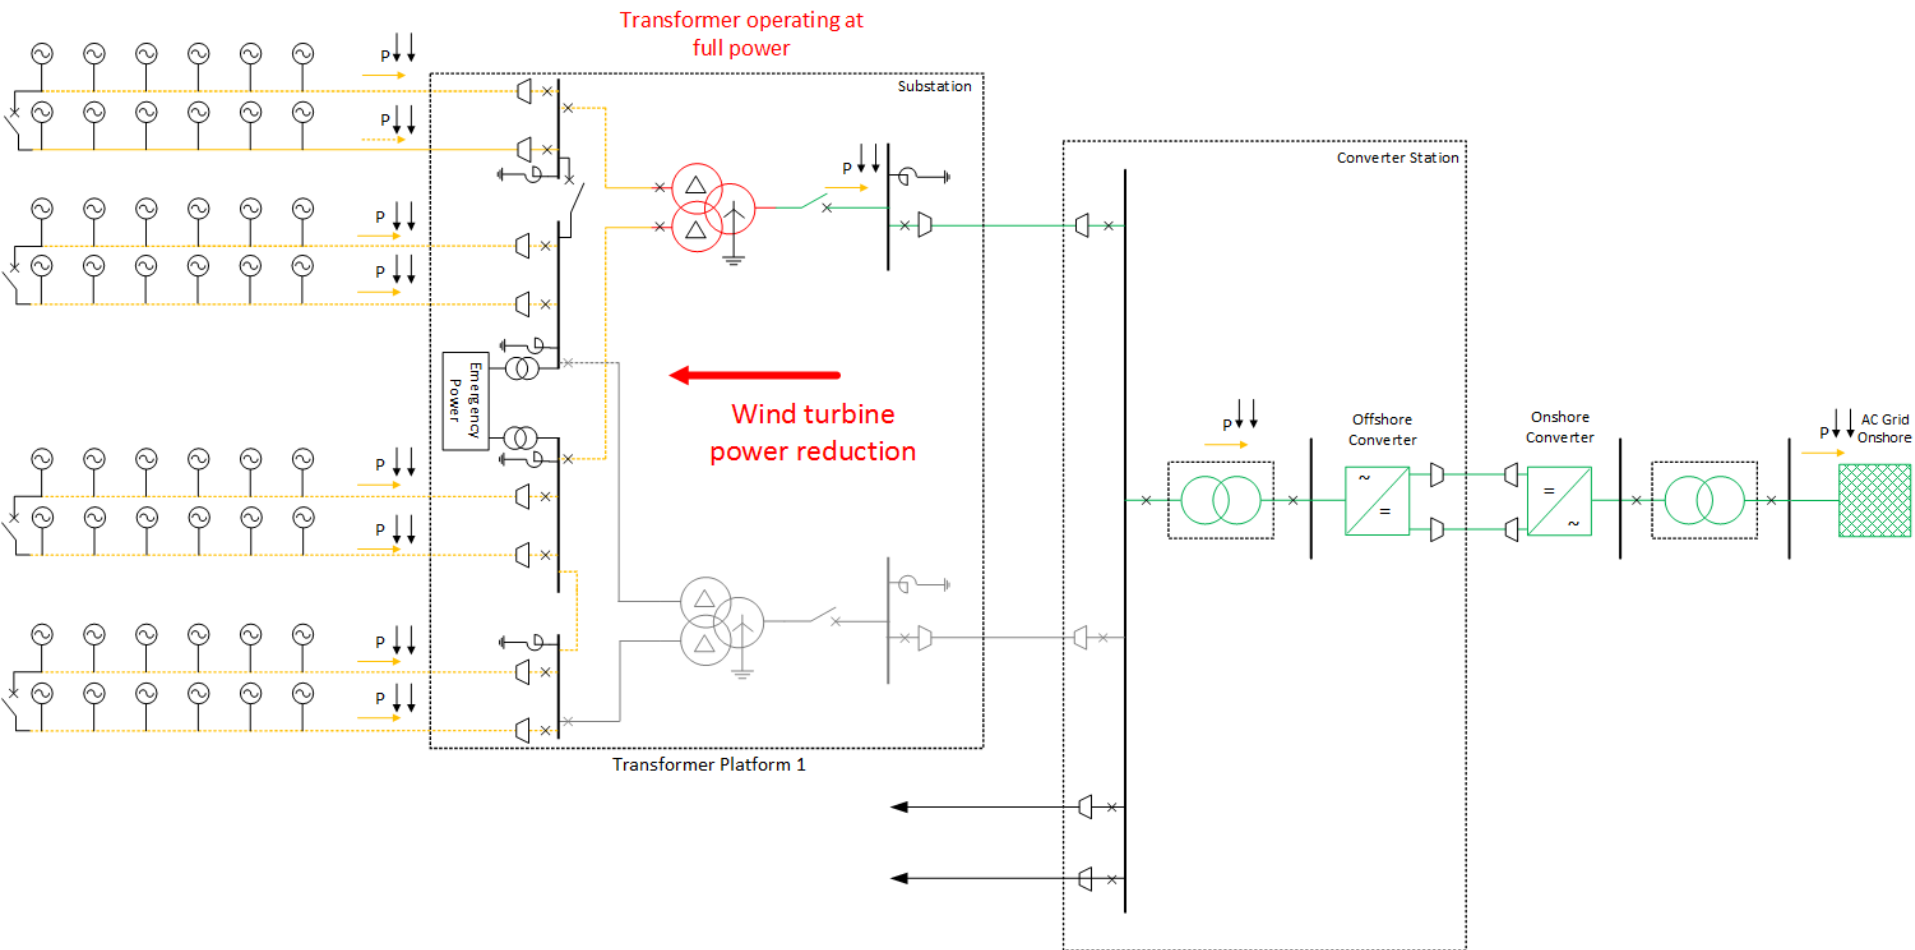 Transformer operating at
full power
Substation
P
P
P
P
P
Converter Station
Emergency
Power
Wind turbine
power reduction
P
Offshore
Converter
Onshore
Converter
P
AC Grid
Onshore
~
=
=
~
P
P
P
P
Transformer Platform 1